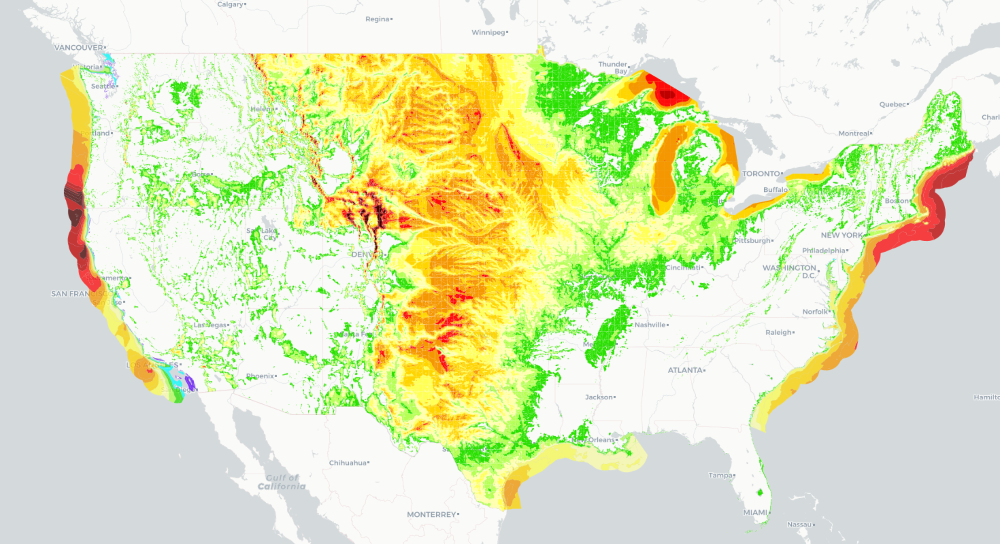 Calgary
Regina
Winnipeg
VANCOUVER
Victoria
Thunder
Bay
Seattle
Quebec
Charl
Helena
Portland
Montreal
Boise
TORONTO
Buffalo
Boston
Salt Lake
City
NEW YORK
Pittsburgh
Philadelphia
DENVER
WASHINGTON
D.C.
Cincinnati
Sacramento
SAN FRANCISCO
San Jose
Norfolk
Las Vegas
Nashville
Santa Fe
Raleigh
LOS ANGELES
Phoenix
ATLANTA
San Diego
Jackson
Hamilto
New Orleans
Chihuahua
Gulf of
California
Tampa
MONTERREY
MIAMI
Nassau